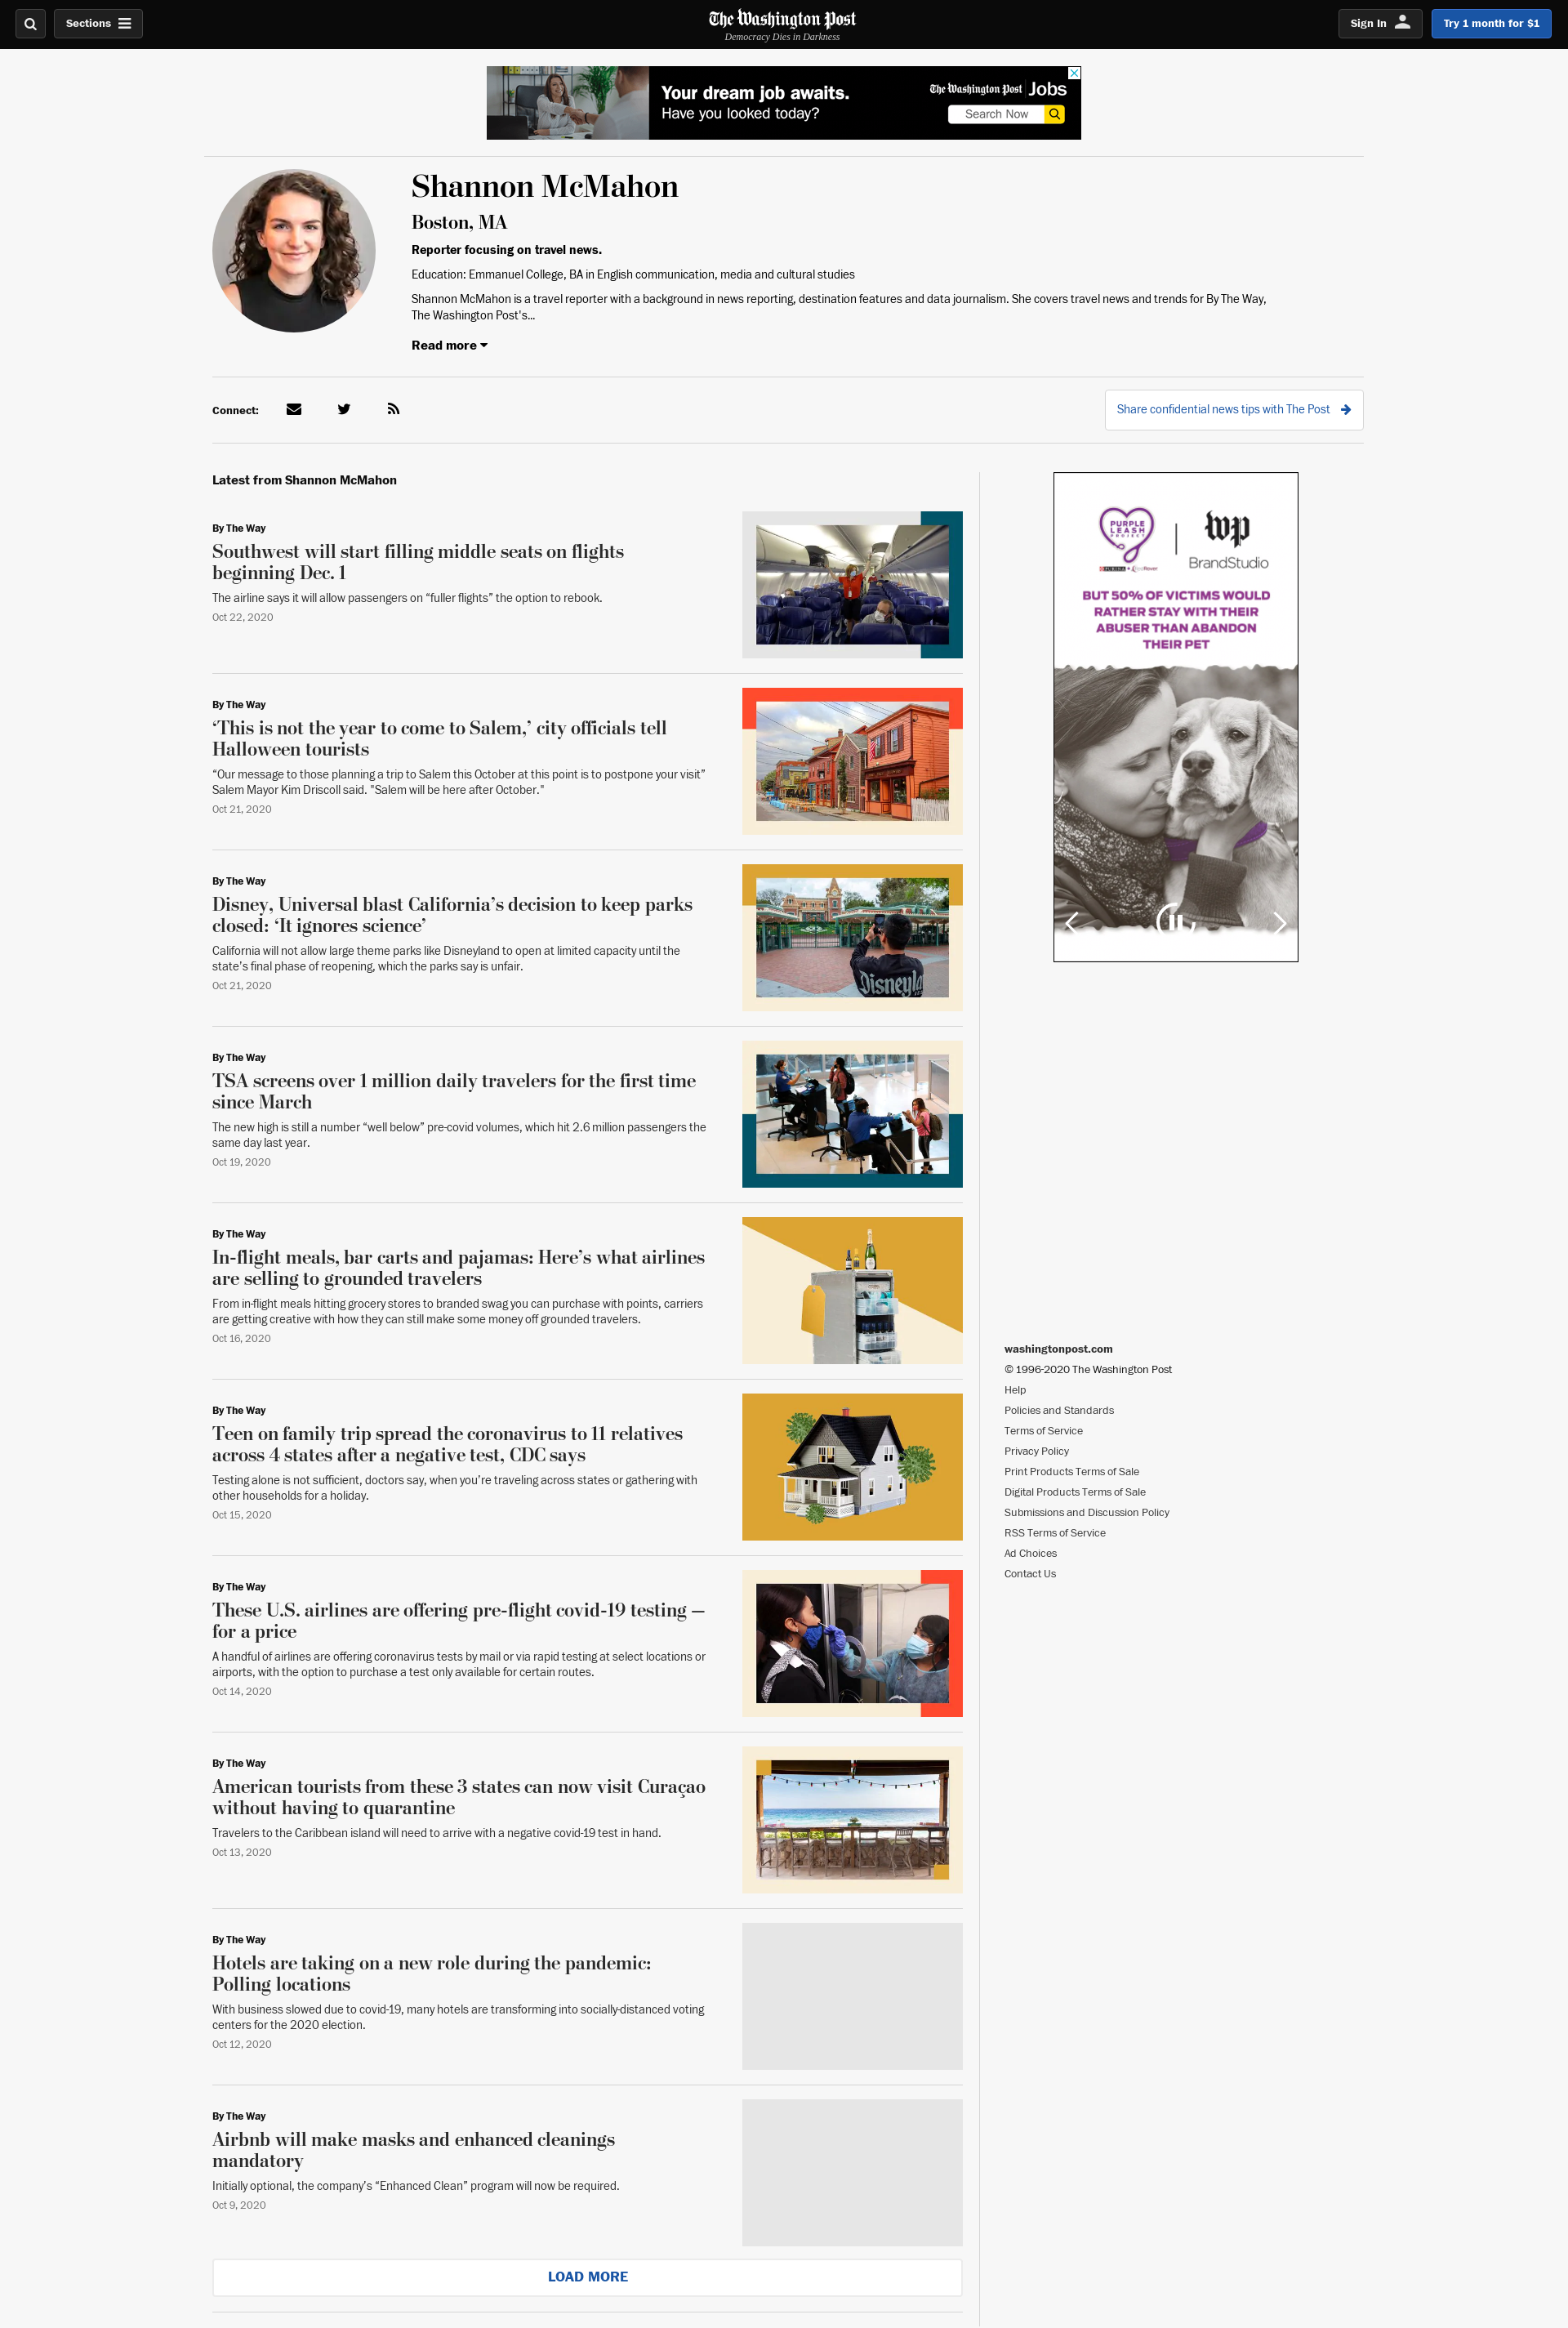 Sections
The Washington Post
Democracy Dies in Darkness
Sign In
Try 1 month for $1
Your dream job awaits.
Have you looked today?
The Washington Post Jobs
Search Now
Shannon McMahon
Boston, MA
Reporter focusing on travel news.
Education: Emmanuel College, BA in English communication, media and cultural studies
Shannon McMahon is a travel reporter with a background in news reporting, destination features and data journalism. She covers travel news and trends for By The Way,
The Washington Post's...
Read more
Connect:
Share confidential news tips with The Post
Latest from Shannon McMahon
By The Way
Southwest will start filling middle seats on flights
beginning Dec. 1
The airline says it will allow passengers on “fuller flights” the option to rebook.
Oct 22, 2020
By The Way
‘This is not the year to come to Salem,’ city officials tell
Halloween tourists
“Our message to those planning a trip to Salem this October at this point is to postpone your visit”
Salem Mayor Kim Driscoll said. "Salem will be here after October."
Oct 21, 2020
By The Way
Disney, Universal blast California’s decision to keep parks
closed: ‘It ignores science’
California will not allow large theme parks like Disneyland to open at limited capacity until the
state’s final phase of reopening, which the parks say is unfair.
Oct 21, 2020
Disneyla
By The Way
TSA screens over 1 million daily travelers for the first time
since March
The new high is still a number “well below” pre-covid volumes, which hit 2.6 million passengers the
same day last year.
Oct 19, 2020
By The Way
In-flight meals, bar carts and pajamas: Here’s what airlines
are selling to grounded travelers
From in-flight meals hitting grocery stores to branded swag you can purchase with points, carriers
are getting creative with how they can still make some money off grounded travelers.
Oct 16, 2020
By The Way
Teen on family trip spread the coronavirus to 11 relatives
across 4 states after a negative test, CDC says
Testing alone is not sufficient, doctors say, when you’re traveling across states or gathering with
other households for a holiday.
Oct 15, 2020
By The Way
These U.S. airlines are offering pre-flight covid-19 testing —
for a price
A handful of airlines are offering coronavirus tests by mail or via rapid testing at select locations or
airports, with the option to purchase a test only available for certain routes.
Oct 14, 2020
By The Way
American tourists from these 3 states can now visit Curaçao
without having to quarantine
Travelers to the Caribbean island will need to arrive with a negative covid-19 test in hand.
Oct 13, 2020
By The Way
Hotels are taking on a new role during the pandemic:
Polling locations
With business slowed due to covid-19, many hotels are transforming into socially-distanced voting
centers for the 2020 election.
Oct 12, 2020
By The Way
Airbnb will make masks and enhanced cleanings
mandatory
Initially optional, the company’s “Enhanced Clean” program will now be required.
Oct 9, 2020
LOAD MORE
PURPLE
LEASH
PROJECT
wp
BrandStudio
BUT 50% OF VICTIMS WOULD
RATHER STAY WITH THEIR
ABUSER THAN ABANDON
THEIR PET
washingtonpost.com
© 1996-2020 The Washington Post
Help
Policies and Standards
Terms of Service
Privacy Policy
Print Products Terms of Sale
Digital Products Terms of Sale
Submissions and Discussion Policy
RSS Terms of Service
Ad Choices
Contact Us